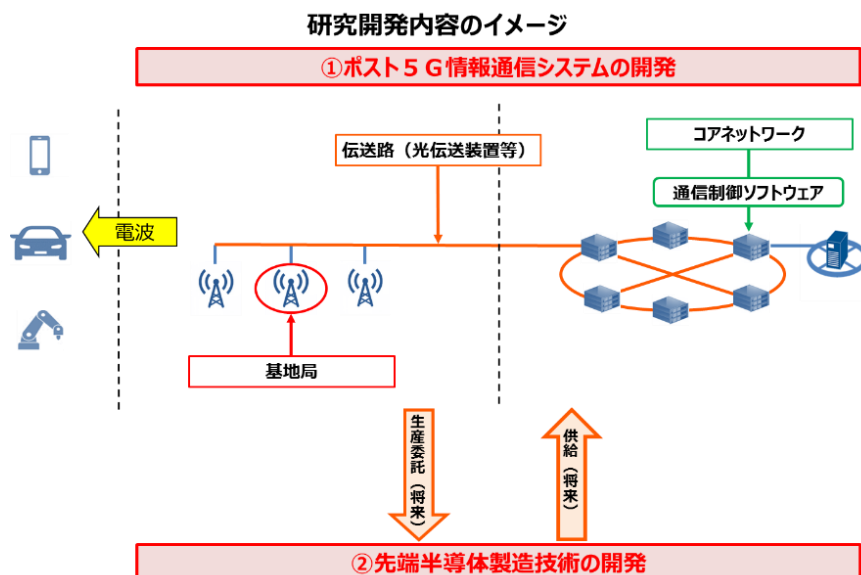 研究開発内容のイメージ
①ポスト５Ｇ情報通信システムの開発
伝送路（光伝送装置等）
コアネットワーク
通信制御ソフトウェア
電波
基地局
生産委託（将来）
供給（将来）
②先端半導体製造技術の開発